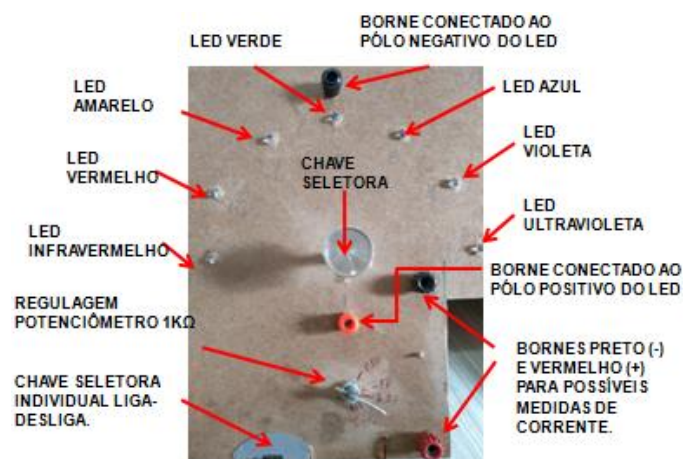 BORNE CONECTADO AO
PÓLO NEGATIVO DO LED
LED VERDE
LED
AMARELO
LED AZUL
LED
VERMELHO
CHAVE
SELETORA
LED
VIOLETA
LED
INFRAVERMELHO
LED
ULTRAVIOLETA
REGULAGEM
POTENCIÔMETRO 1KΩ
BORNE CONECTADO AO
PÓLO POSITIVO DO LED
CHAVE SELETORA
INDIVIDUAL LIGA-
DESLIGA.
BORNES PRETO (-)
E VERMELHO (+)
PARA POSSÍVEIS
MEDIDAS DE
CORRENTE.